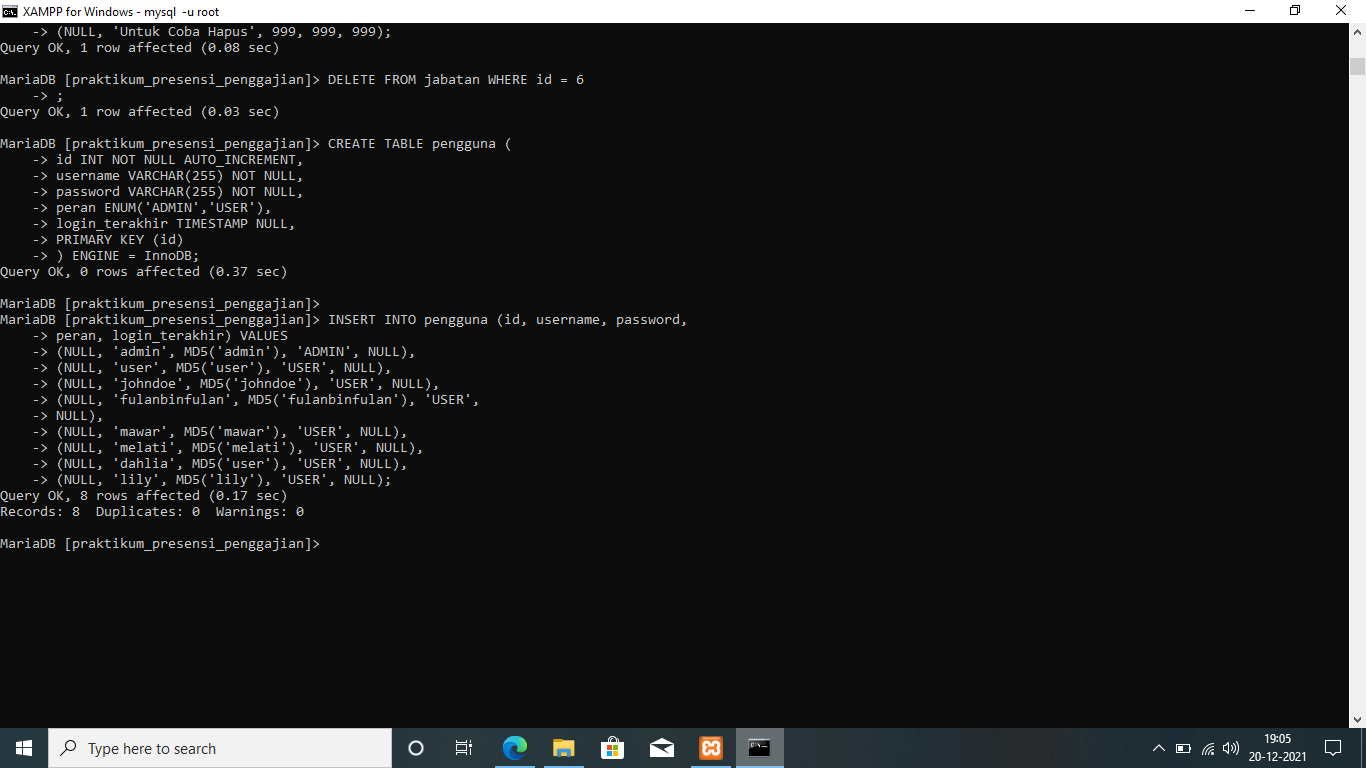 XAMPP for Windows - mysql -u root
    -> (NULL, 'Untuk Coba Hapus', 999, 999, 999);
Query OK, 1 row affected (0.08 sec)
MariaDB [praktikum_presensi_penggajian]> DELETE FROM jabatan WHERE id = 6
    -> ;
Query OK, 1 row affected (0.03 sec)
MariaDB [praktikum_presensi_penggajian]> CREATE TABLE pengguna (
    -> id INT NOT NULL AUTO_INCREMENT,
    -> username VARCHAR(255) NOT NULL,
    -> password VARCHAR(255) NOT NULL,
    -> peran ENUM('ADMIN','USER'),
    -> login_terakhir TIMESTAMP NULL,
    -> PRIMARY KEY (id)
    -> ) ENGINE = InnoDB;
Query OK, 0 rows affected (0.37 sec)
MariaDB [praktikum_presensi_penggajian]>
MariaDB [praktikum_presensi_penggajian]> INSERT INTO pengguna (id, username, password,
    -> peran, login_terakhir) VALUES
    -> (NULL, 'admin', MD5('admin'), 'ADMIN', NULL),
    -> (NULL, 'user', MD5('user'), 'USER', NULL),
    -> (NULL, 'johndoe', MD5('johndoe'), 'USER', NULL),
    -> (NULL, 'fulanbinfulan', MD5('fulanbinfulan'), 'USER',
    -> NULL),
    -> (NULL, 'mawar', MD5('mawar'), 'USER', NULL),
    -> (NULL, 'melati', MD5('melati'), 'USER', NULL),
    -> (NULL, 'dahlia', MD5('user'), 'USER', NULL),
    -> (NULL, 'lily', MD5('lily'), 'USER', NULL);
Query OK, 8 rows affected (0.17 sec)
Records: 8  Duplicates: 0  Warnings: 0
MariaDB [praktikum_presensi_penggajian]>
Type here to search
19:05
20-12-2021